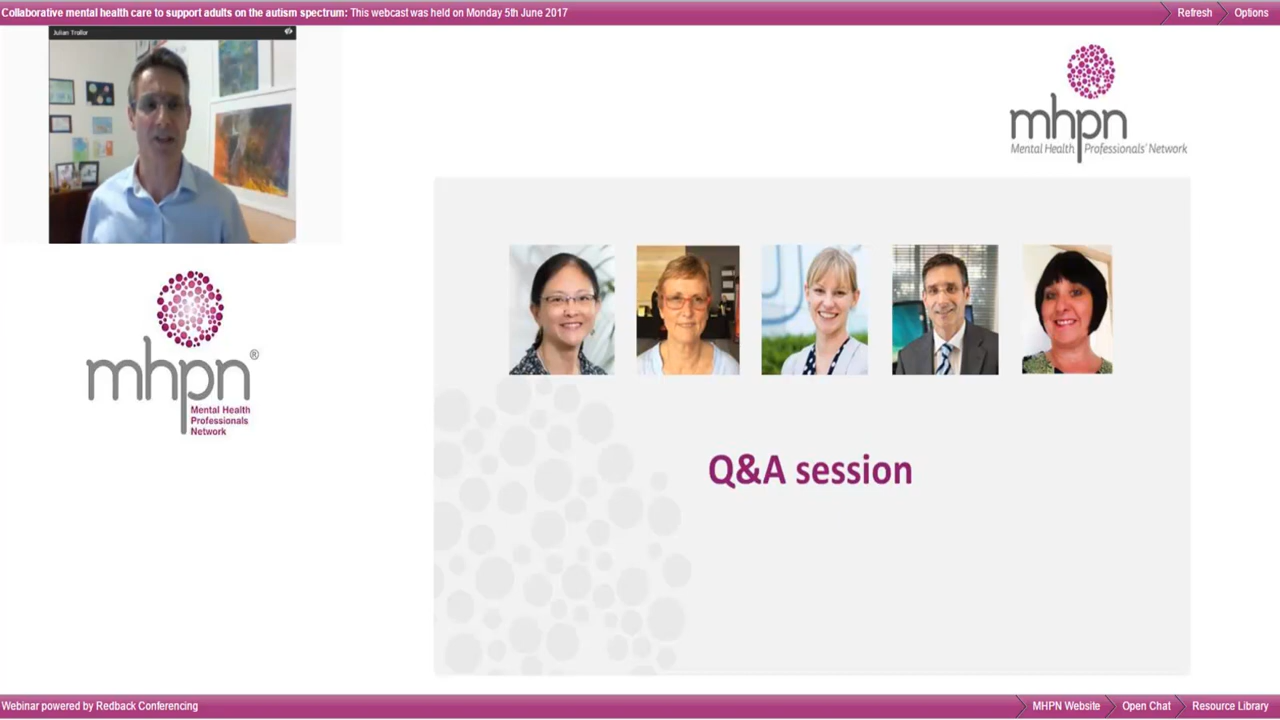 Collaborative mental health care to support adults on the autism spectrum: This webcast was held on Monday 5th June 2017
Refresh
Options
Julian Trollor
mhpn
Mental Health Professionals' Network
mhpn®
Mental Health
Professionals
Network
Q&A session
Webinar powered by Redback Conferencing
MHPN Website
Open Chat
Resource Library